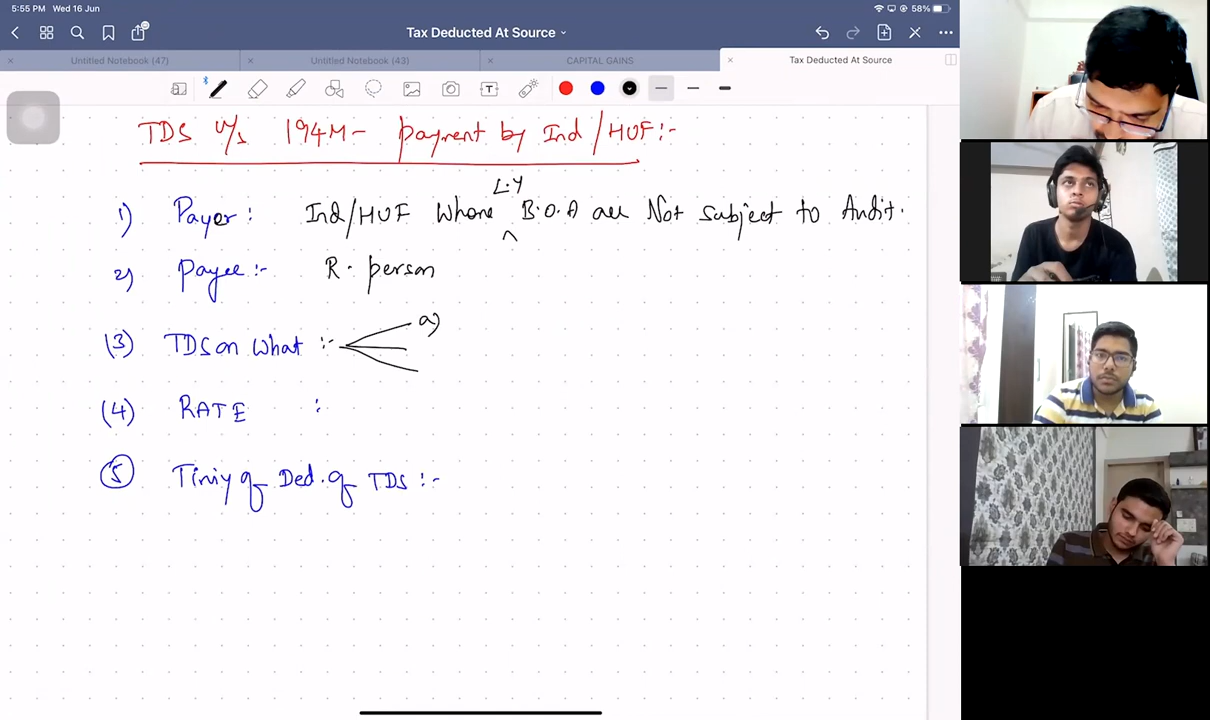 5:55 PM Wed 16 Jun
58%
Tax Deducted At Source
Untitled Notebook (47)
Untitled Notebook (43)
CAPITAL GAINS
Tax Deducted At Source
TDS u/s 194M- payment by Ind/HUF:-
L.Y
1) Payer: Ind/HUF Whose B.O.A are Not subject to Audit.
2) Payee:- R. person
(3) TDS on What :- a)
(4) RATE :
(5) Timiy of Ded. of TDS :-